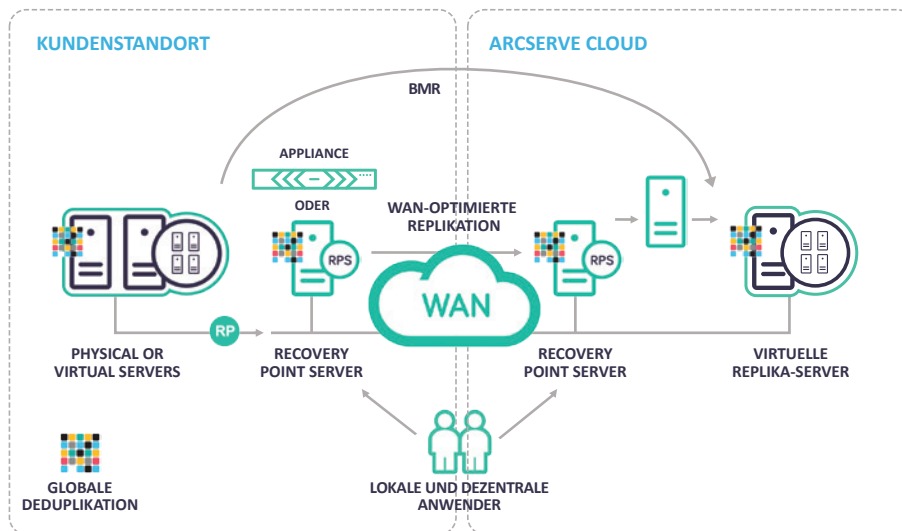 KUNDENSTANDORT
ARCSERVE CLOUD
BMR
APPLIANCE
ODER
WAN-OPTIMIERTE
REPLIKATION
RPS
RPS
WAN
RP
PHYSICAL OR
VIRTUAL SERVERS
RECOVERY
POINT SERVER
RECOVERY
POINT SERVER
VIRTUELLE
REPLIKA-SERVER
GLOBALE
DEDUPLIKATION
LOKALE UND DEZENTRALE
ANWENDER